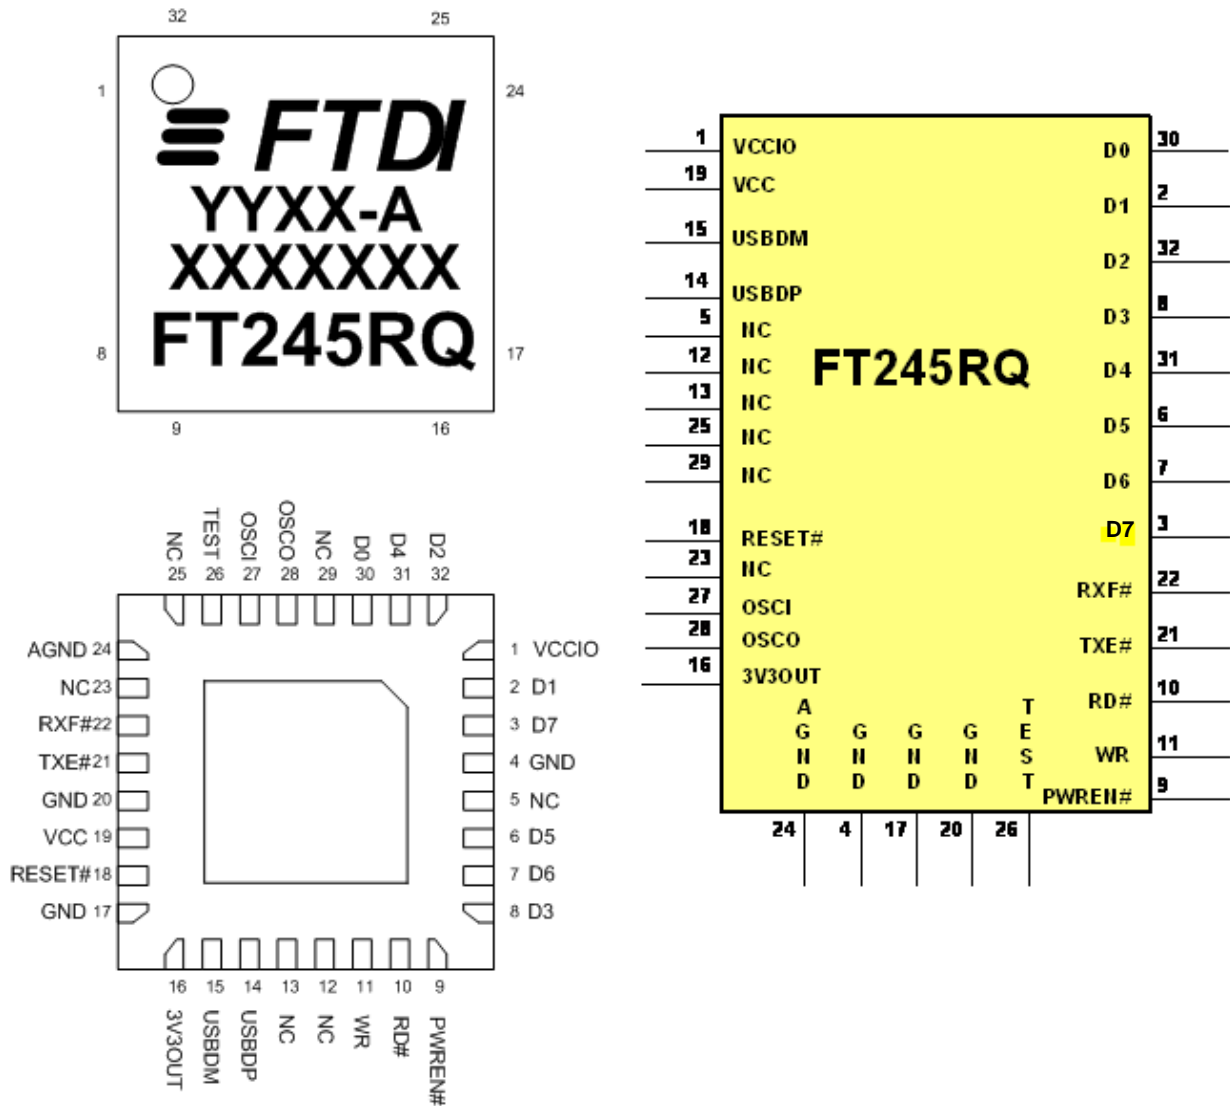 32 25
1 24
FTDI
YYXX-A
XXXXXXX
FT245RQ
8 17
9 16
NC TEST OSCI OSCO NC D0 D4 D2
25 26 27 28 29 30 31 32
AGND 24
NC 23
RXF# 22
TXE# 21
GND 20
VCC 19
RESET# 18
GND 17
1 VCCIO
2 D1
3 D7
4 GND
5 NC
6 D5
7 D6
8 D3
16 15 14 13 12 11 10 9
3V3OUT USBDM USBDP NC NC WR RD# PWREN#
FT245RQ
1 VCCIO
19 VCC
15 USBDM
14 USBDP
5 NC
12 NC
13 NC
25 NC
29 NC
18 RESET#
23 NC
27 OSCI
28 OSCO
16 3V3OUT
D0 30
D1 2
D2 32
D3 8
D4 31
D5 6
D6 7
D7 3
RXF# 22
TXE# 21
RD# 10
WR 11
PWREN# 9
AGND GND GND GND TEST
24 4 17 20 26